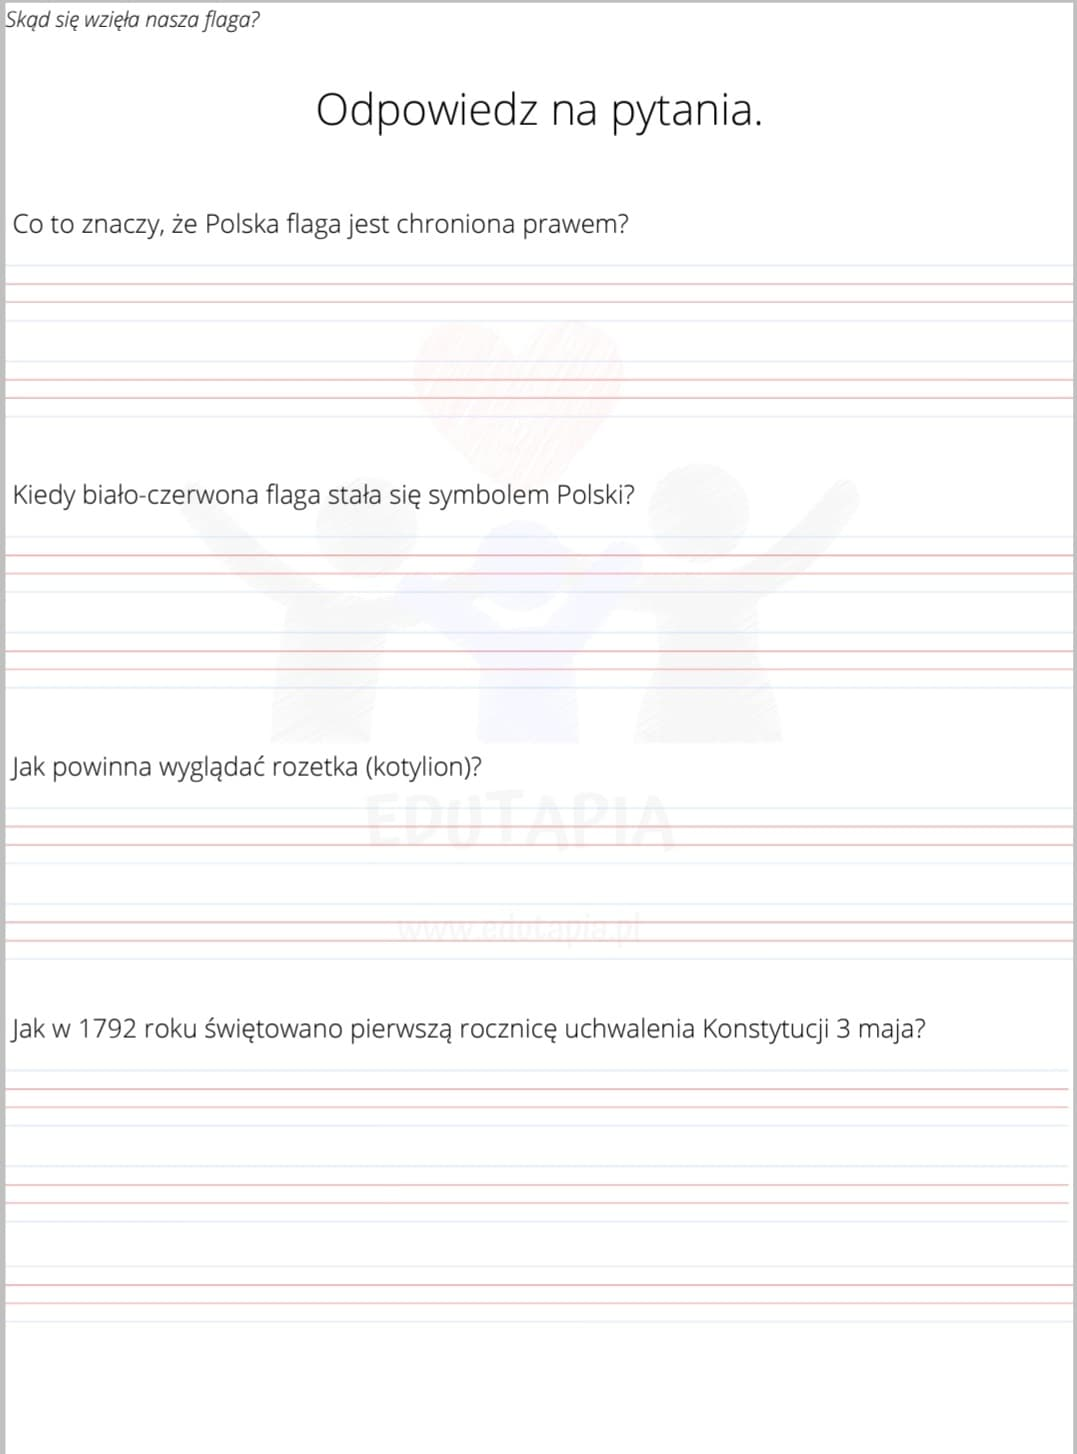 Skąd się wzięła nasza flaga?
Odpowiedz na pytania.
Co to znaczy, że Polska flaga jest chroniona prawem?
Kiedy biało-czerwona flaga stała się symbolem Polski?
Jak powinna wyglądać rozetka (kotylion)?
EDUTAPIA
www.edutapia.pl
Jak w 1792 roku świętowano pierwszą rocznicę uchwalenia Konstytucji 3 maja?